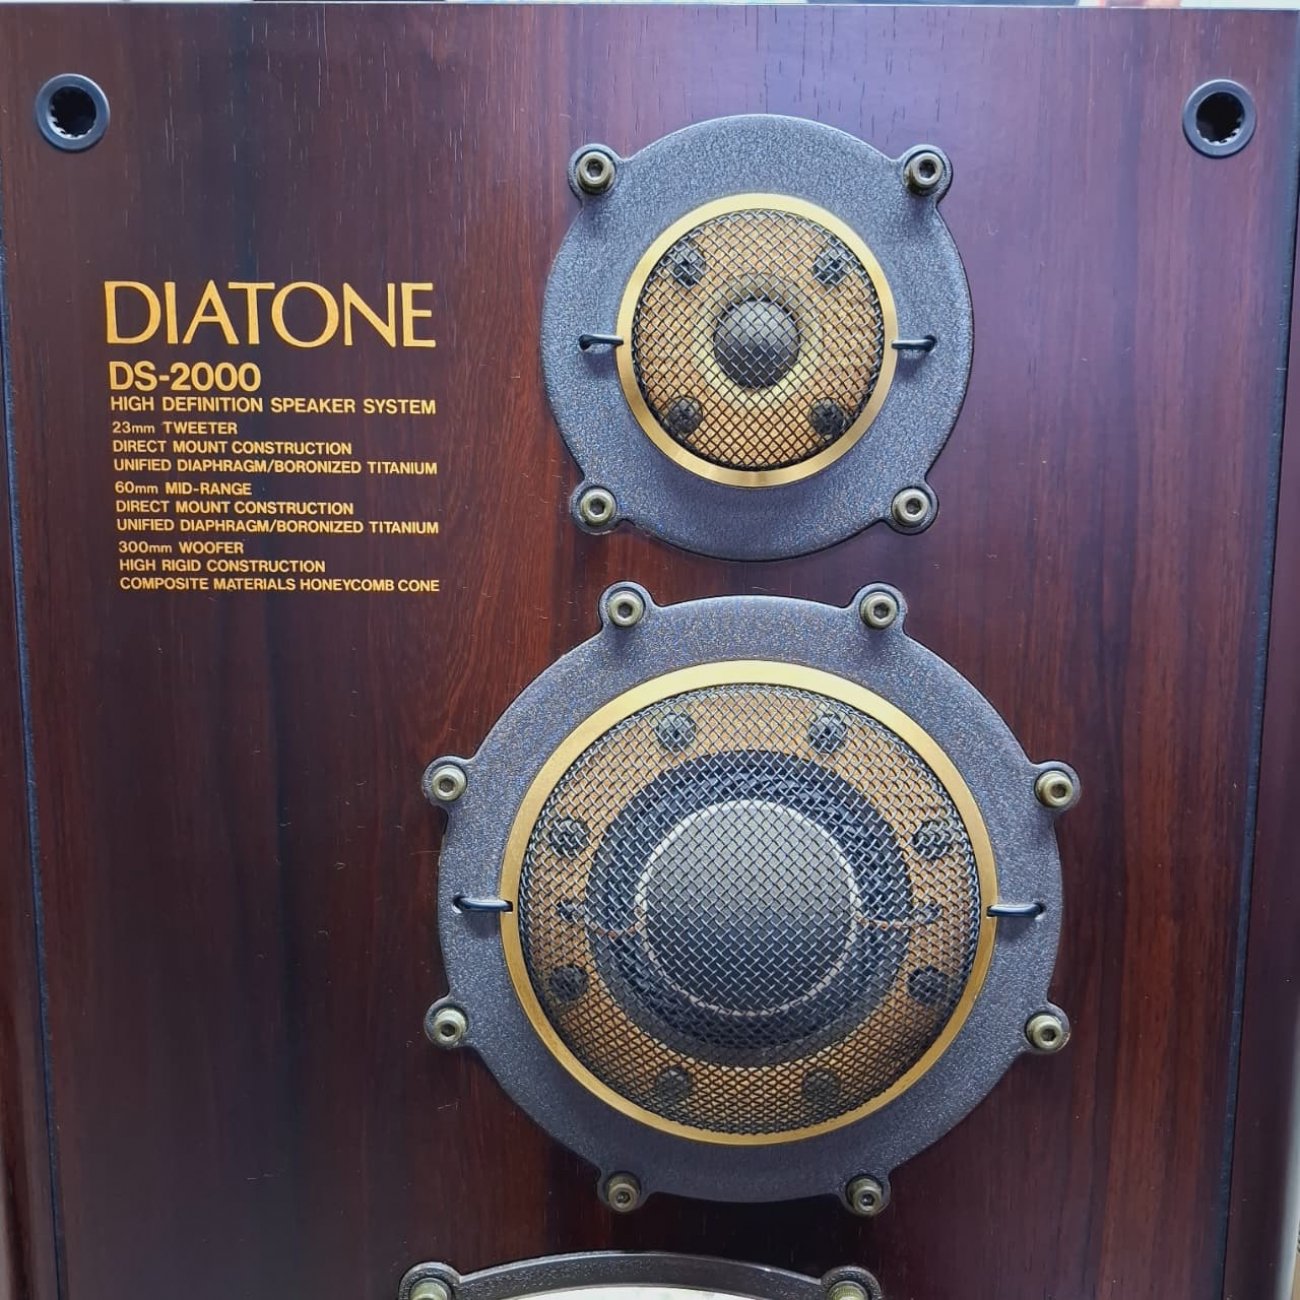 DIATONE
DS-2000
HIGH DEFINITION SPEAKER SYSTEM
23mm TWEETER
DIRECT MOUNT CONSTRUCTION
UNIFIED DIAPHRAGM/BORONIZED TITANIUM
60mm MID-RANGE
DIRECT MOUNT CONSTRUCTION
UNIFIED DIAPHRAGM/BORONIZED TITANIUM
300mm WOOFER
HIGH RIGID CONSTRUCTION
COMPOSITE MATERIALS HONEYCOMB CONE